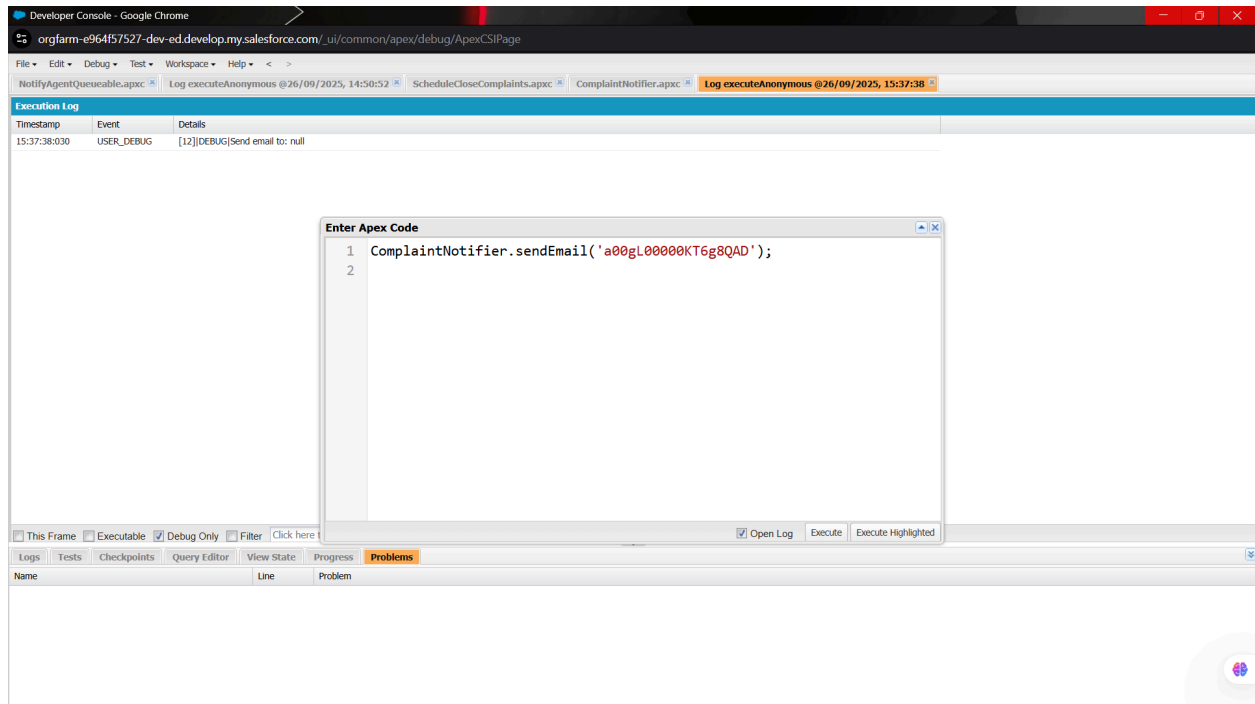 Developer Console - Google Chrome
orgfarm-e964f57527-dev-ed.develop.my.salesforce.com/_ui/common/apex/debug/ApexCSIPage
File Edit Debug Test Workspace Help < >
NotifyAgentQueueable.apxc Log executeAnonymous @26/09/2025, 14:50:52 ScheduleCloseComplaints.apxc ComplaintNotifier.apxc Log executeAnonymous @26/09/2025, 15:37:38
Execution Log
Timestamp Event Details
15:37:38:030 USER_DEBUG [12]|DEBUG|Send email to: null
Enter Apex Code
1 ComplaintNotifier.sendEmail('a00gL00000KT6g8QAD');
2
This Frame Executable Debug Only Filter Click here
Open Log Execute Execute Highlighted
Logs Tests Checkpoints Query Editor View State Progress Problems
Name Line Problem